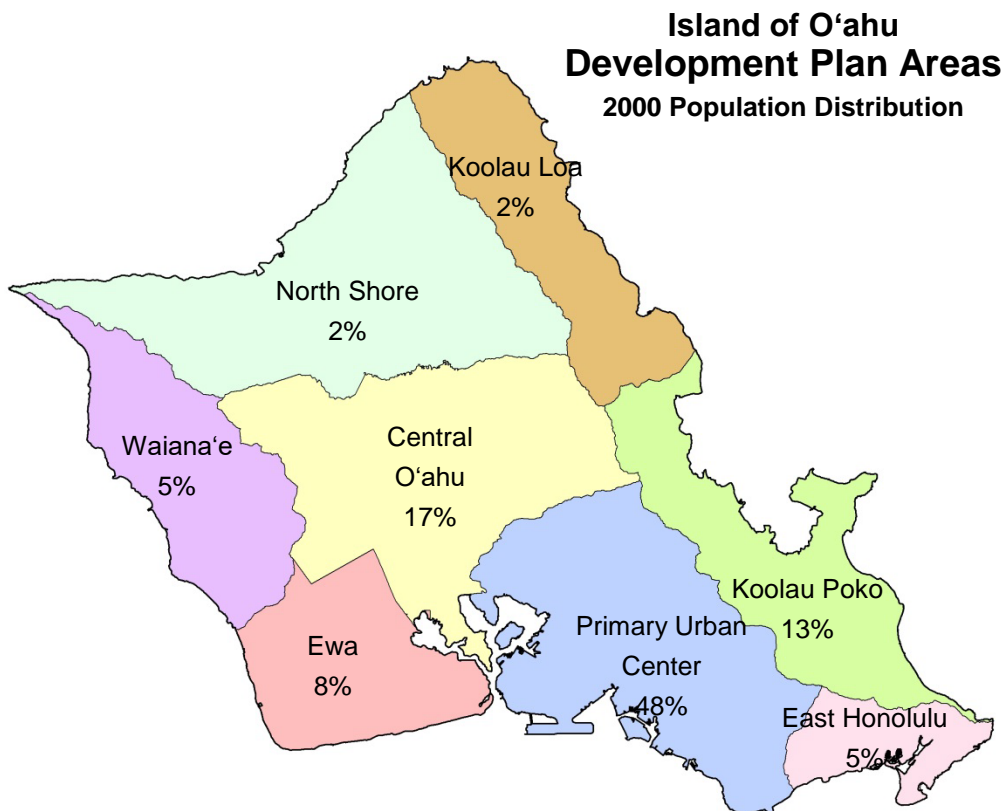 Island of O‘ahu
Development Plan Areas
2000 Population Distribution
Koolau Loa
2%
North Shore
2%
Waiana‘e
5%
Central
O‘ahu
17%
Koolau Poko
13%
Ewa
8%
Primary Urban
Center
48%
East Honolulu
5%